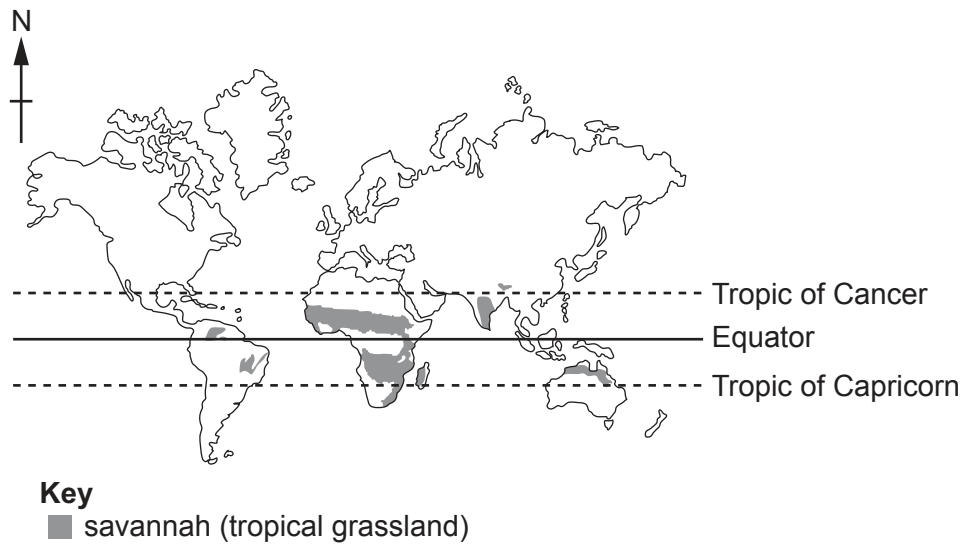 N
Tropic of Cancer
Equator
Tropic of Capricorn
Key
savannah (tropical grassland)